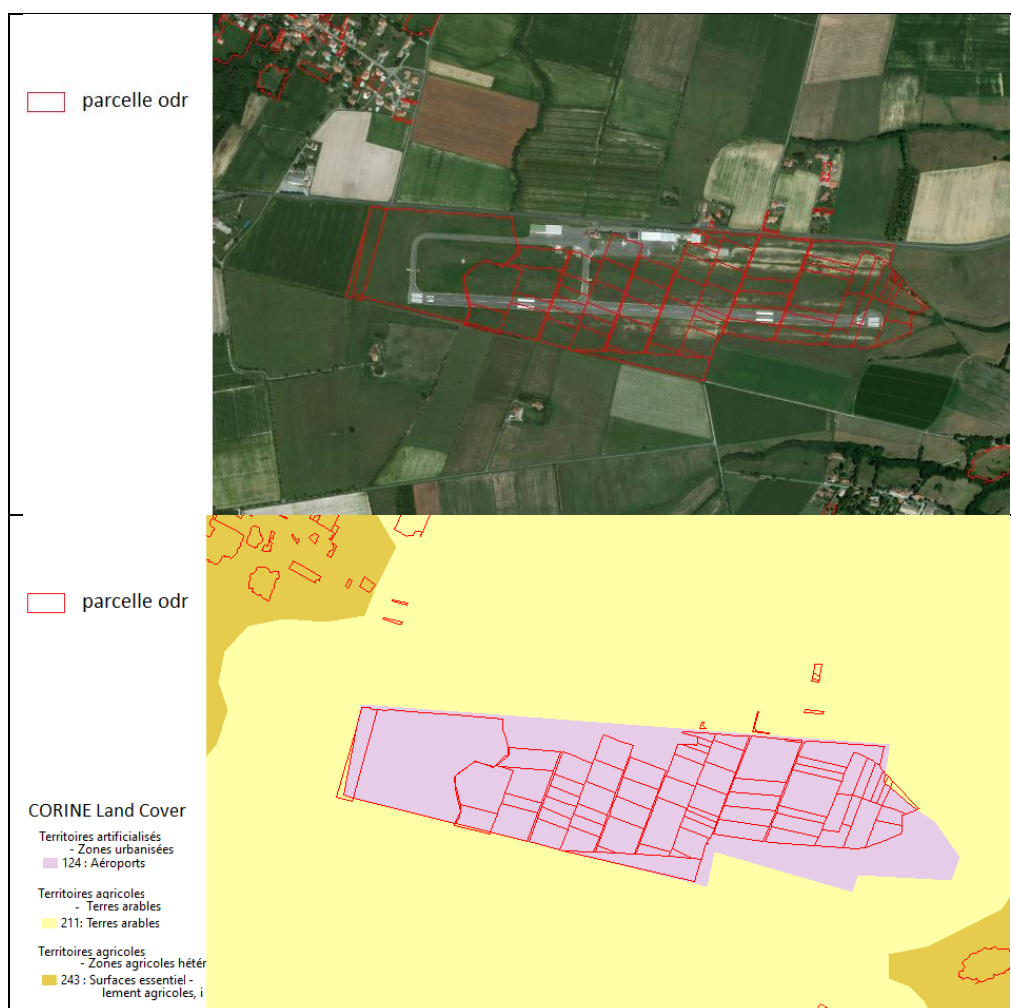 parcelle odr
parcelle odr
CORINE Land Cover
Territoires artificialisés
- Zones urbanisées
124 : Aéroports
Territoires agricoles
- Terres arables
211: Terres arables
Territoires agricoles
- Zones agricoles hétér
243 : Surfaces essentiel -
lement agricoles, i